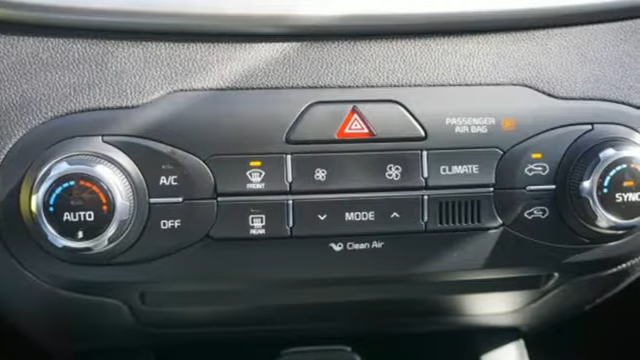 PASSENGER
AIR BAG
A/C
FRONT
CLIMATE
AUTO
SYNC
OFF
REAR
MODE
Clean Air